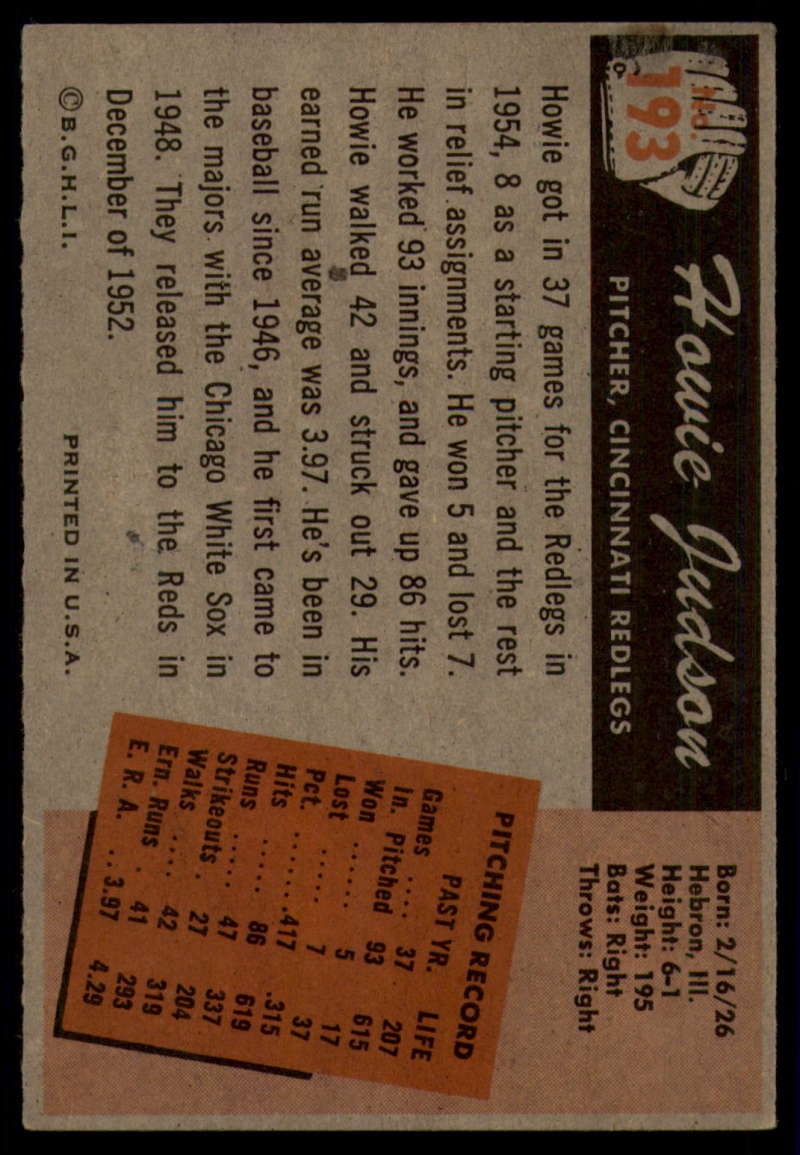 No.
193
Howie Judson
PITCHER, CINCINNATI REDLEGS
Born: 2/16/26
Hebron, Ill.
Height: 6-1
Weight: 195
Bats: Right
Throws: Right
Howie got in 37 games for the Redlegs in
1954, 8 as a starting pitcher and the rest
in relief assignments. He won 5 and lost 7.
He worked 93 innings, and gave up 86 hits.
Howie walked 42 and struck out 29. His
earned run average was 3.97. He's been in
baseball since 1946, and he first came to
the majors with the Chicago White Sox in
1948. They released him to the Reds in
December of 1952.
© B.G.H.L.I. PRINTED IN U.S.A.
PITCHING RECORD
PAST YR. LIFE
Games .... 37 207
In. Pitched 93 615
Won ...... 5 17
Lost ..... 7 37
Pct. ......417 .315
Hits ..... 86 619
Runs ..... 47 337
Strikeouts . 27 204
Walks .... 42 319
Ern. Runs . 41 293
E. R. A. .. 3.97 4.29